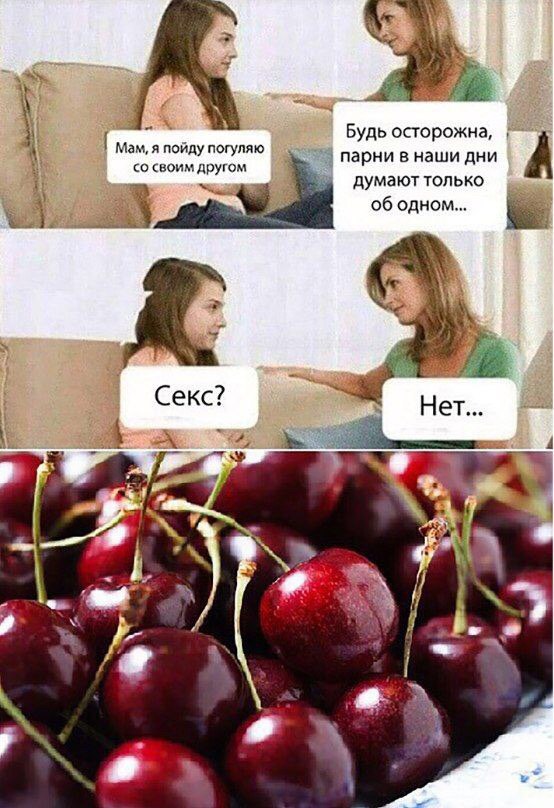 Мам, я пойду погуляю
со своим другом
Будь осторожна,
парни в наши дни
думают только
об одном...
Секс?
Нет...